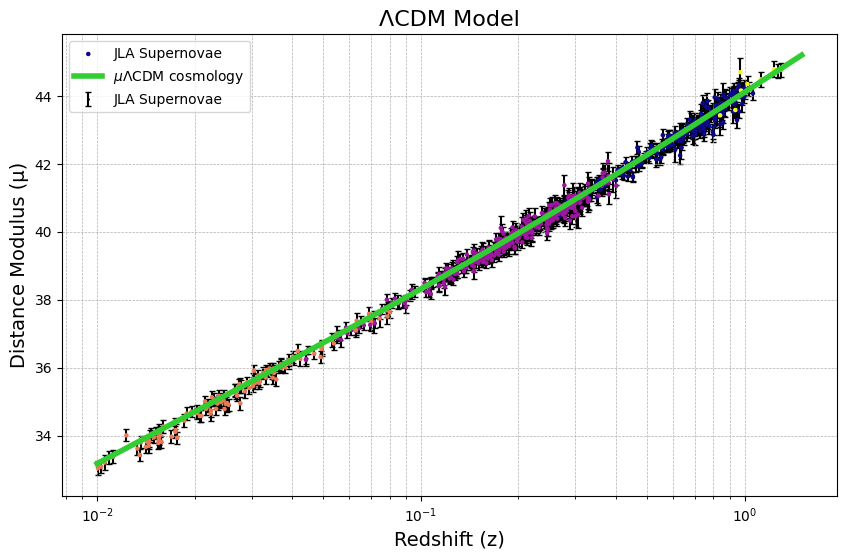 ΛCDM Model
JLA Supernovae
μΛCDM cosmology
JLA Supernovae
Distance Modulus (μ)
44
42
40
38
36
34
10⁻²
10⁻¹
10⁰
Redshift (z)